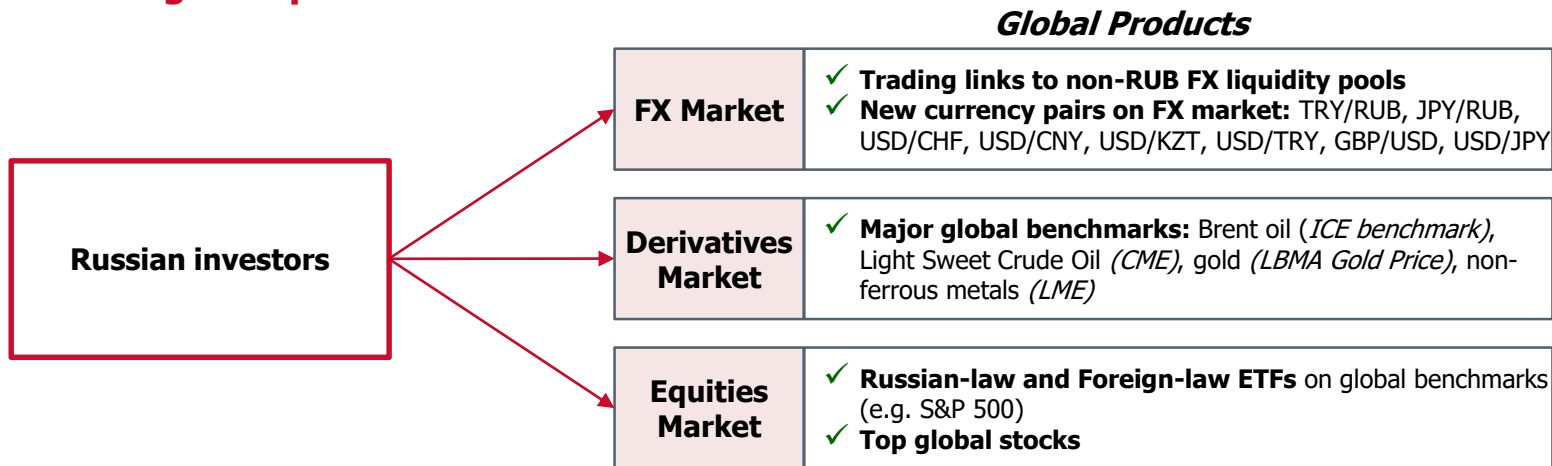 Global Products
Russian investors
FX Market
✓ Trading links to non-RUB FX liquidity pools
✓ New currency pairs on FX market: TRY/RUB, JPY/RUB,
USD/CHF, USD/CNY, USD/KZT, USD/TRY, GBP/USD, USD/JPY
Derivatives
Market
✓ Major global benchmarks: Brent oil (ICE benchmark),
Light Sweet Crude Oil (CME), gold (LBMA Gold Price), non-
ferrous metals (LME)
Equities
Market
✓ Russian-law and Foreign-law ETFs on global benchmarks
(e.g. S&P 500)
✓ Top global stocks